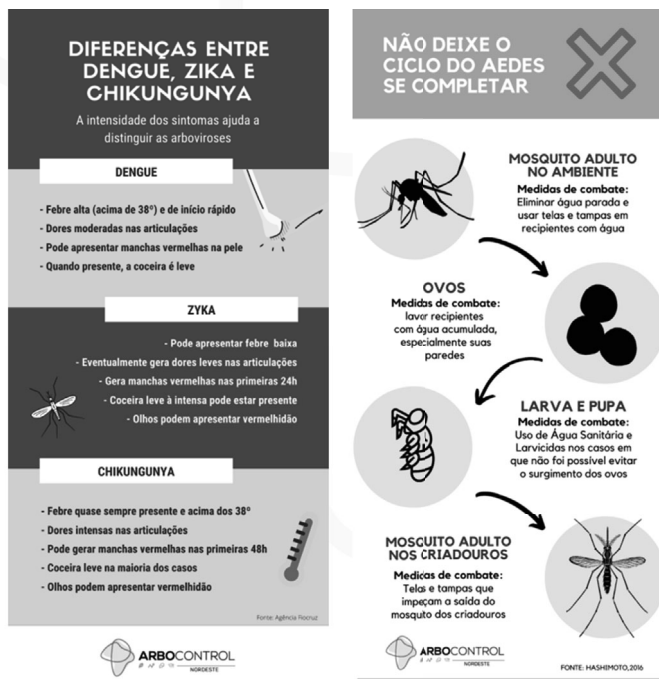 DIFERENÇAS ENTRE
DENGUE, ZIKA E
CHIKUNGUNYA
A intensidade dos sintomas ajuda a
distinguir as arboviroses
DENGUE
- Febre alta (acima de 38º) e de início rápido
- Dores moderadas nas articulações
- Pode apresentar manchas vermelhas na pele
- Quando presente, a coceira é leve
ZYKA
- Pode apresentar febre baixa
- Eventualmente gera dores leves nas articulações
- Gera manchas vermelhas nas primeiras 24h
- Coceira leve à intensa pode estar presente
- Olhos podem apresentar vermelhidão
CHIKUNGUNYA
- Febre quase sempre presente e acima dos 38º
- Dores intensas nas articulações
- Pode gerar manchas vermelhas nas primeiras 48h
- Coceira leve na maioria dos casos
- Olhos podem apresentar vermelhidão
Fonte: Agência Fiocruz
ARBOCONTROL
NORDESTE
NÃO DEIXE O
CICLO DO AEDES
SE COMPLETAR
MOSQUITO ADULTO
NO AMBIENTE
Medidas de combate:
Eliminar água parada e
usar telas e tampas em
recipientes com água
OVOS
Medidas de combate:
lavar recipientes
com água acumulada,
especialmente suas
paredes
LARVA E PUPA
Medidas de combate:
Uso de Água Sanitária e
Larvicidas nos casos em
que não foi possível evitar
o surgimento dos ovos
MOSQUITO ADULTO
NOS CRIADOUROS
Medidas de combate:
Telas e tampas que
impeçam a saída do
mosquito dos criadouros
ARBOCONTROL
NORDESTE
FONTE: HASHIMOTO, 2016